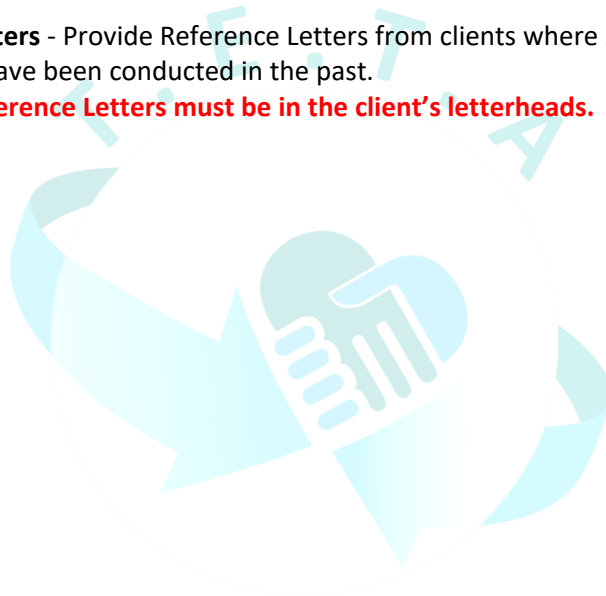 ters - Provide Reference Letters from clients where
ave been conducted in the past.
erence Letters must be in the client’s letterheads.
. E . T . A